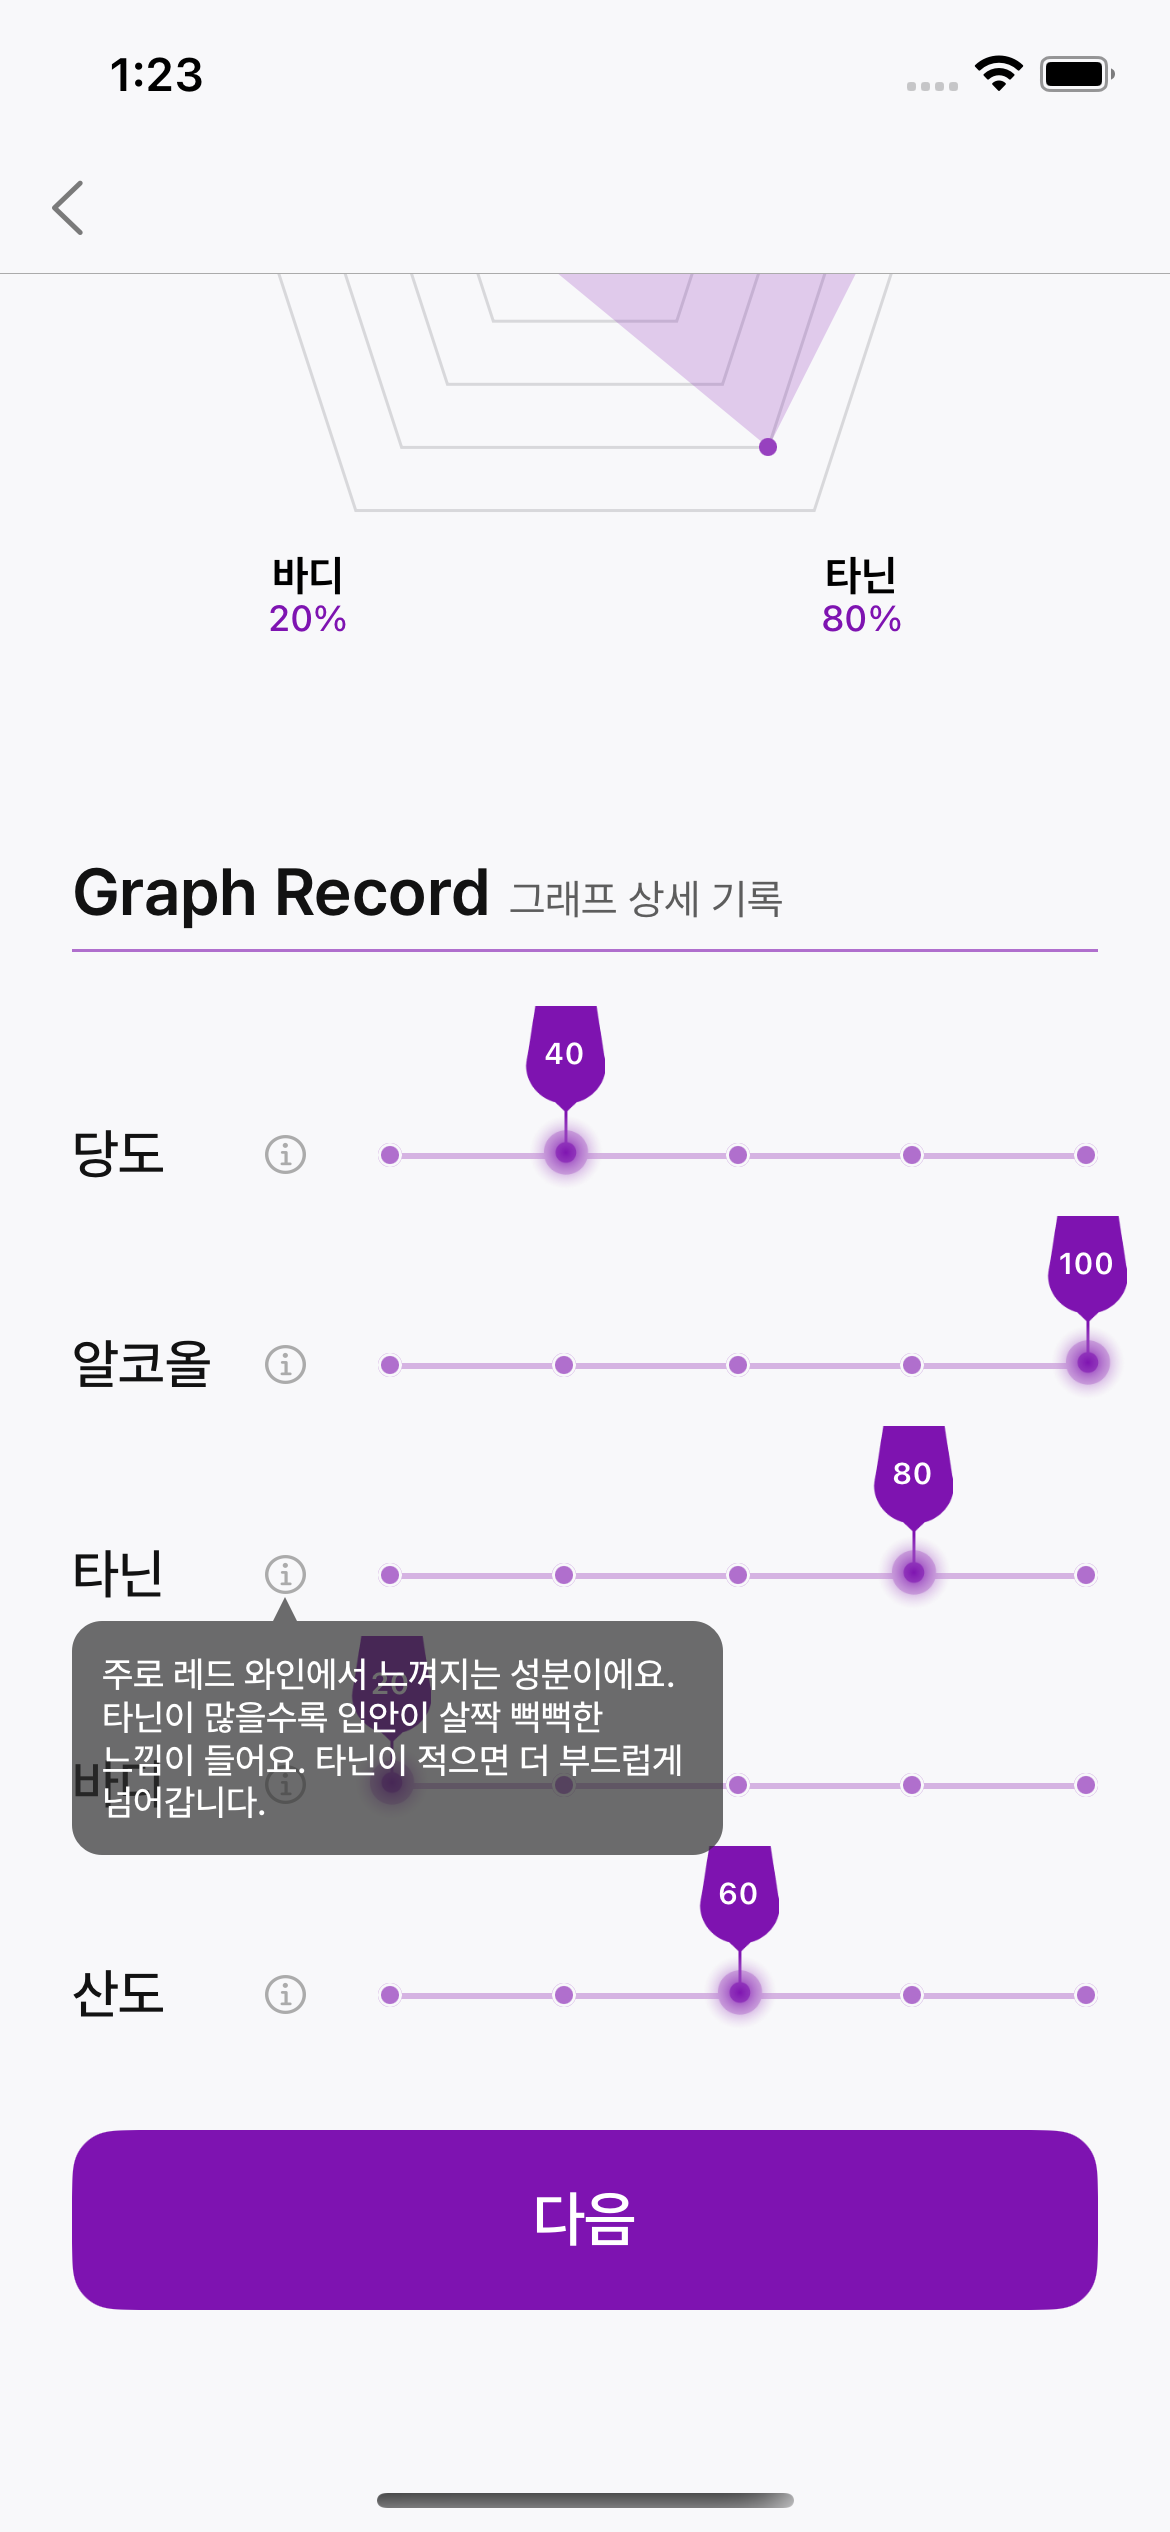 1:23
바디
20%
타닌
80%
Graph Record 그래프 상세 기록
40
당도
100
알코올
80
타닌
주로 레드 와인에서 느껴지는 성분이에요.
타닌이 많을수록 입안이 살짝 뻑뻑한
느낌이 들어요. 타닌이 적으면 더 부드럽게
넘어갑니다.
20
바디
60
산도
다음